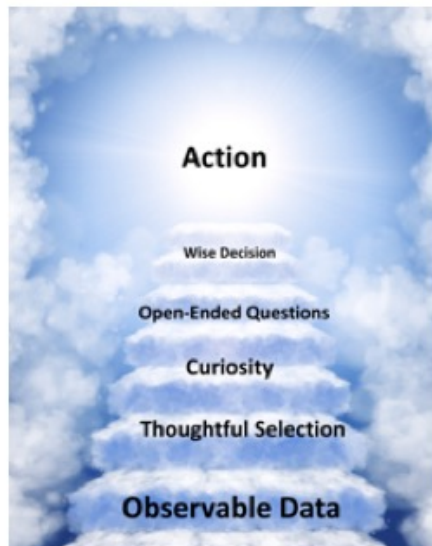 Action
Wise Decision
Open-Ended Questions
Curiosity
Thoughtful Selection
Observable Data